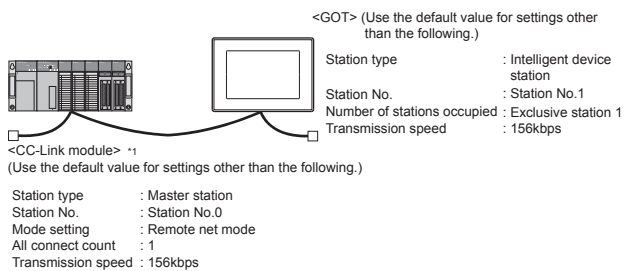 <GOT> (Use the default value for settings other
than the following.)
Station type : Intelligent device
station
Station No. : Station No.1
Number of stations occupied : Exclusive station 1
Transmission speed : 156kbps
<CC-Link module> *1
(Use the default value for settings other than the following.)
Station type : Master station
Station No. : Station No.0
Mode setting : Remote net mode
All connect count : 1
Transmission speed : 156kbps